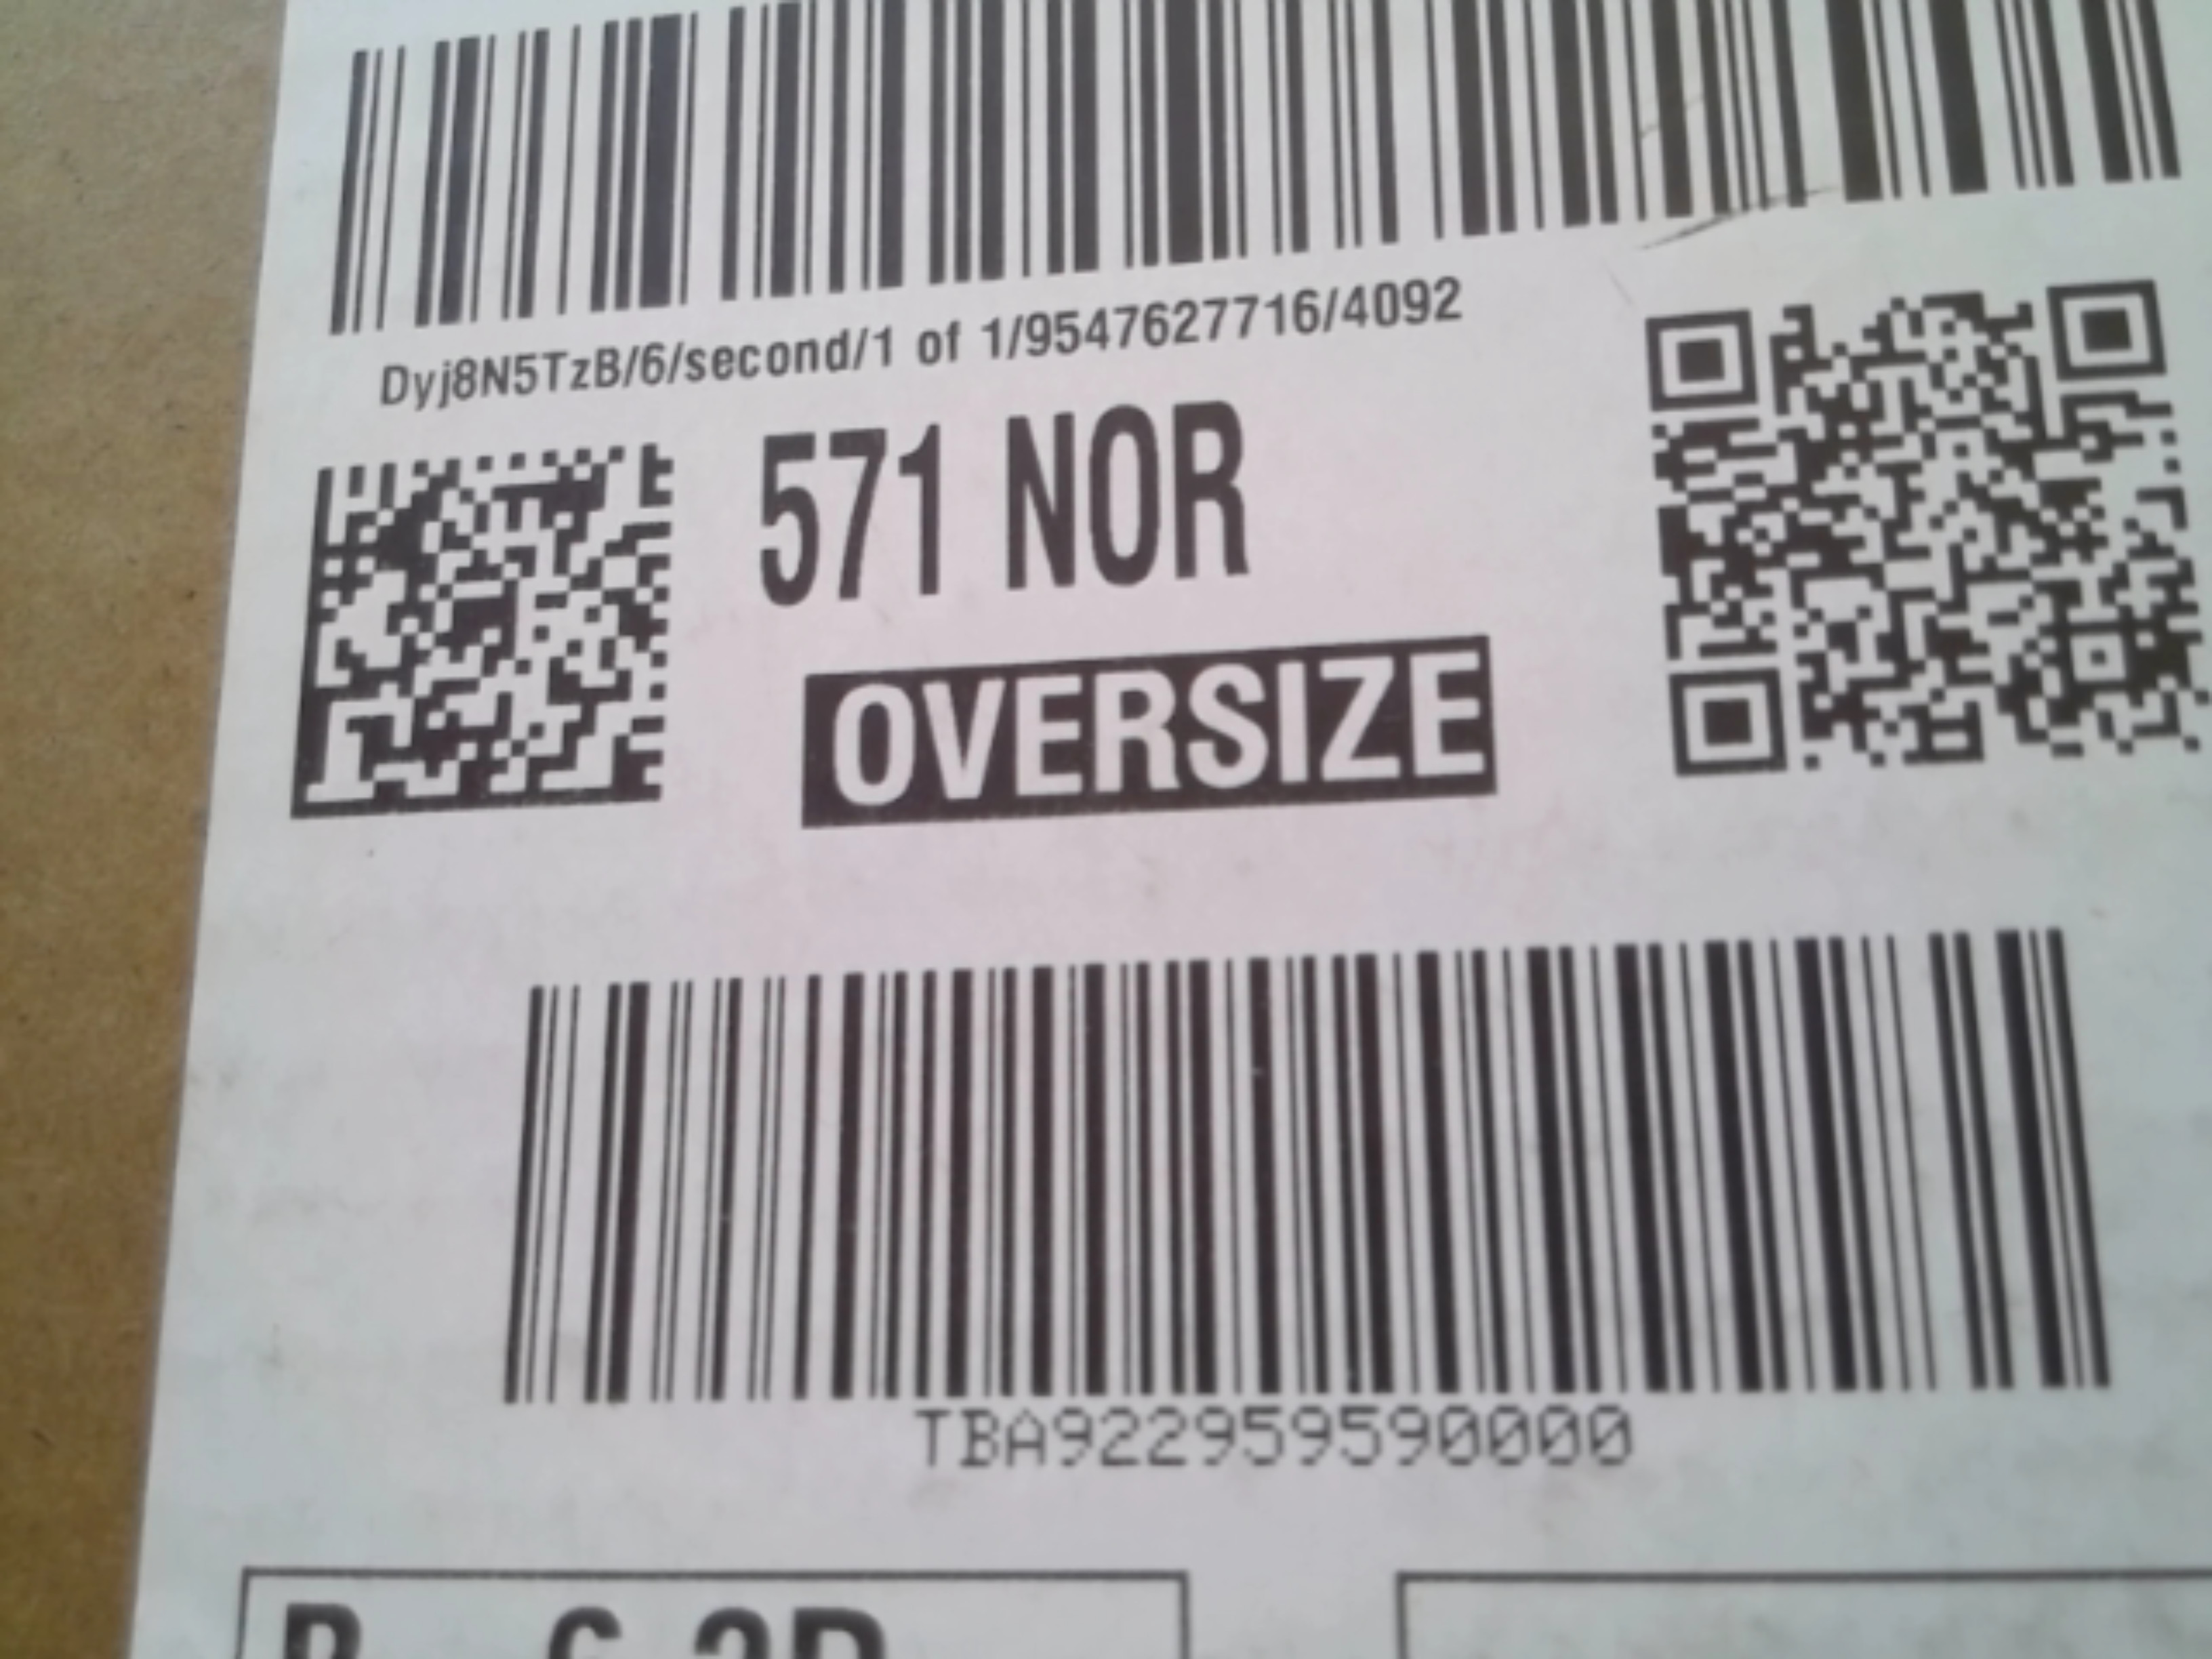 Dyj8N5TzB/6/second/1 of 1/9547627716/4092
571 NOR
OVERSIZE
TBA922959590000